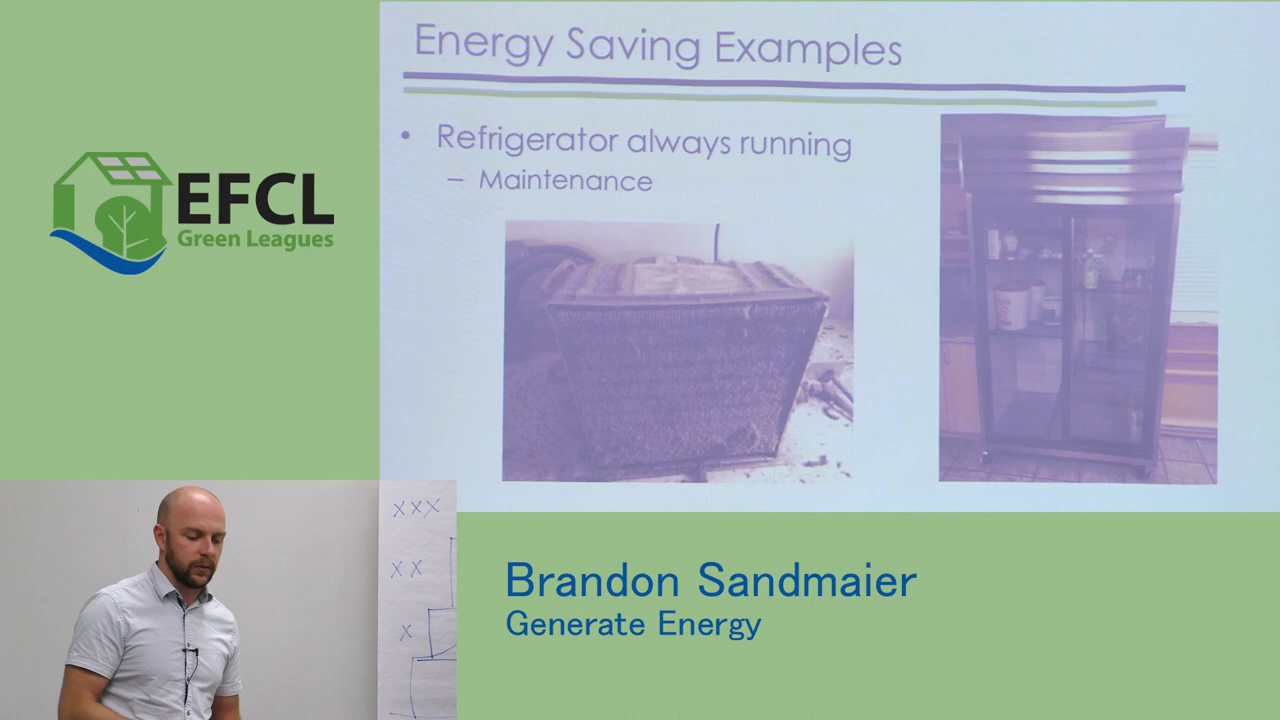 Energy Saving Examples
• Refrigerator always running
– Maintenance
EFCL
Green Leagues
XXX
XX
X
Brandon Sandmaier
Generate Energy